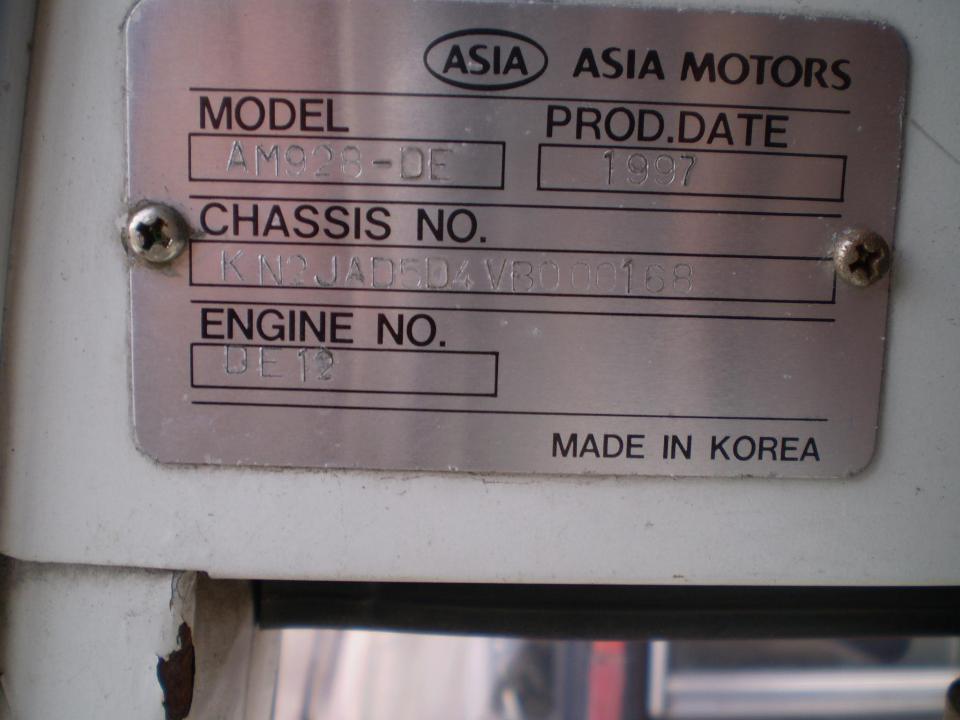 ASIA ASIA MOTORS
MODEL PROD.DATE
AM928-DE 1997
CHASSIS NO.
KN2JAD5D4VB000168
ENGINE NO.
DE12
MADE IN KOREA